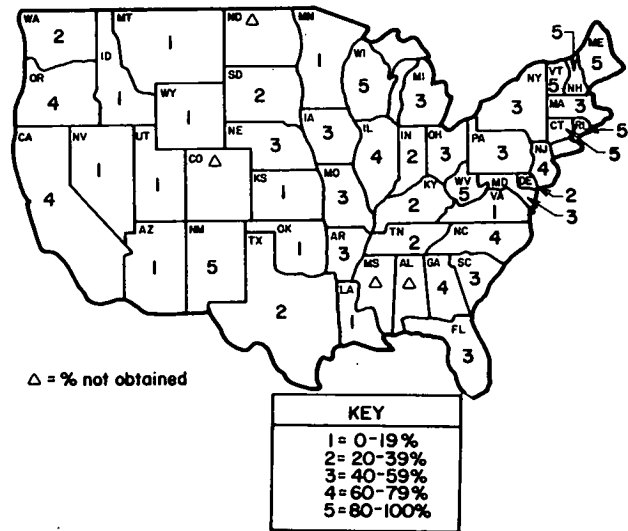 WA 2
OR 4
CA 4
ID 1
NV 1
MT 1
WY 1
UT 1
AZ 1
CO △
NM 5
ND △
SD 2
NE 3
KS 1
OK 1
TX 2
MN 1
IA 3
MO 3
AR 3
LA 1
WI 5
IL 4
MI 3
IN 2
OH 3
KY 2
TN 2
MS △
AL △
GA 4
FL 3
SC 3
NC 4
VA 1
WV 5
MD 3
DE 2
PA 3
NJ 4
NY 3
CT 5
RI 5
MA 3
VT 5
NH 5
ME 5
△ = % not obtained
KEY
1 = 0-19%
2 = 20-39%
3 = 40-59%
4 = 60-79%
5 = 80-100%